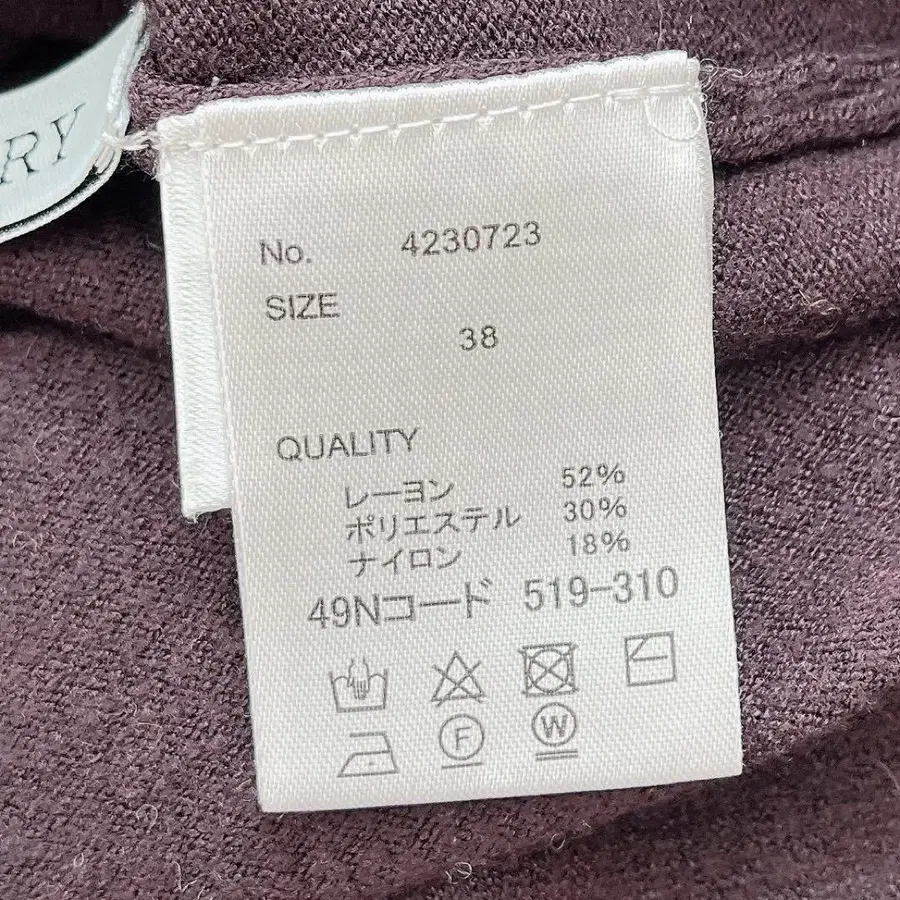 RY
No. 4230723
SIZE
38
QUALITY
レーヨン 52%
ポリエステル 30%
ナイロン 18%
49Nコード 519-310
F W